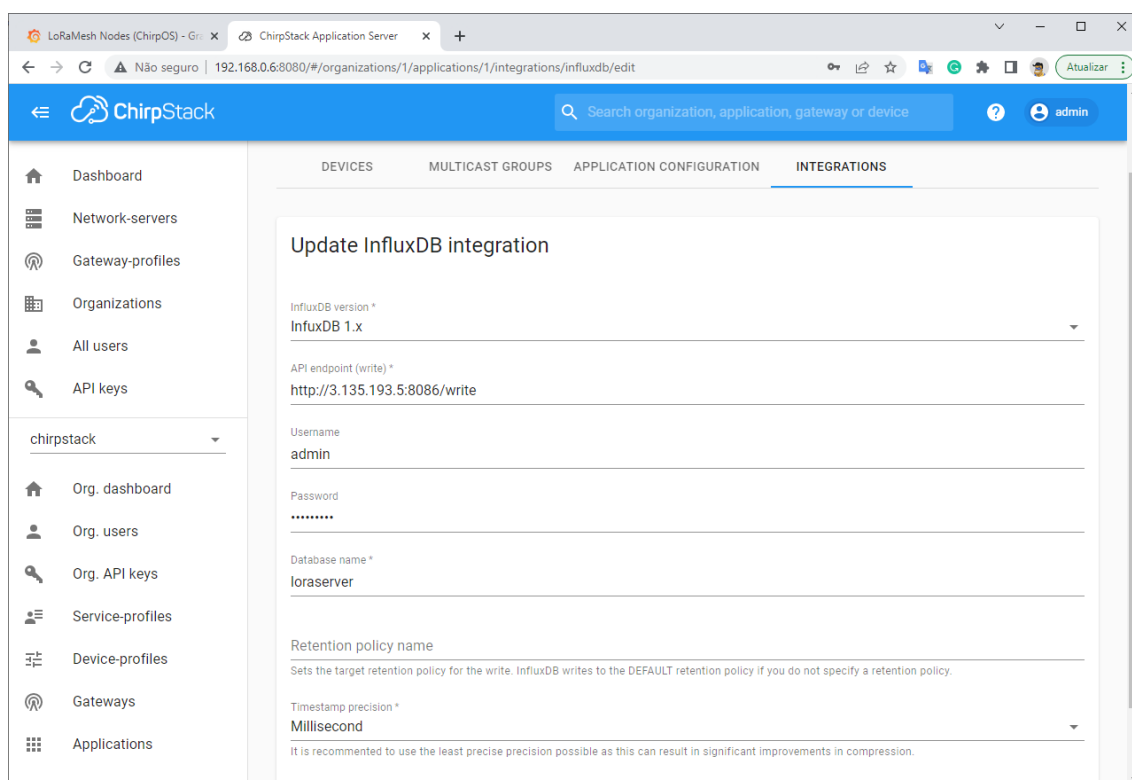 LoRaMesh Nodes (ChirpOS) - Gr
ChirpStack Application Server
Não seguro | 192.168.0.6:8080/#/organizations/1/applications/1/integrations/influxdb/edit
Atualizar
ChirpStack
Search organization, application, gateway or device
? admin
Dashboard
Network-servers
Gateway-profiles
Organizations
All users
API keys
chirpstack
Org. dashboard
Org. users
Org. API keys
Service-profiles
Device-profiles
Gateways
Applications
DEVICES MULTICAST GROUPS APPLICATION CONFIGURATION INTEGRATIONS
Update InfluxDB integration
InfluxDB version *
InfuxDB 1.x
API endpoint (write) *
http://3.135.193.5:8086/write
Username
admin
Password
•••••••••
Database name *
loraserver
Retention policy name
Sets the target retention policy for the write. InfluxDB writes to the DEFAULT retention policy if you do not specify a retention policy.
Timestamp precision *
Millisecond
It is recommented to use the least precise precision possible as this can result in significant improvements in compression.